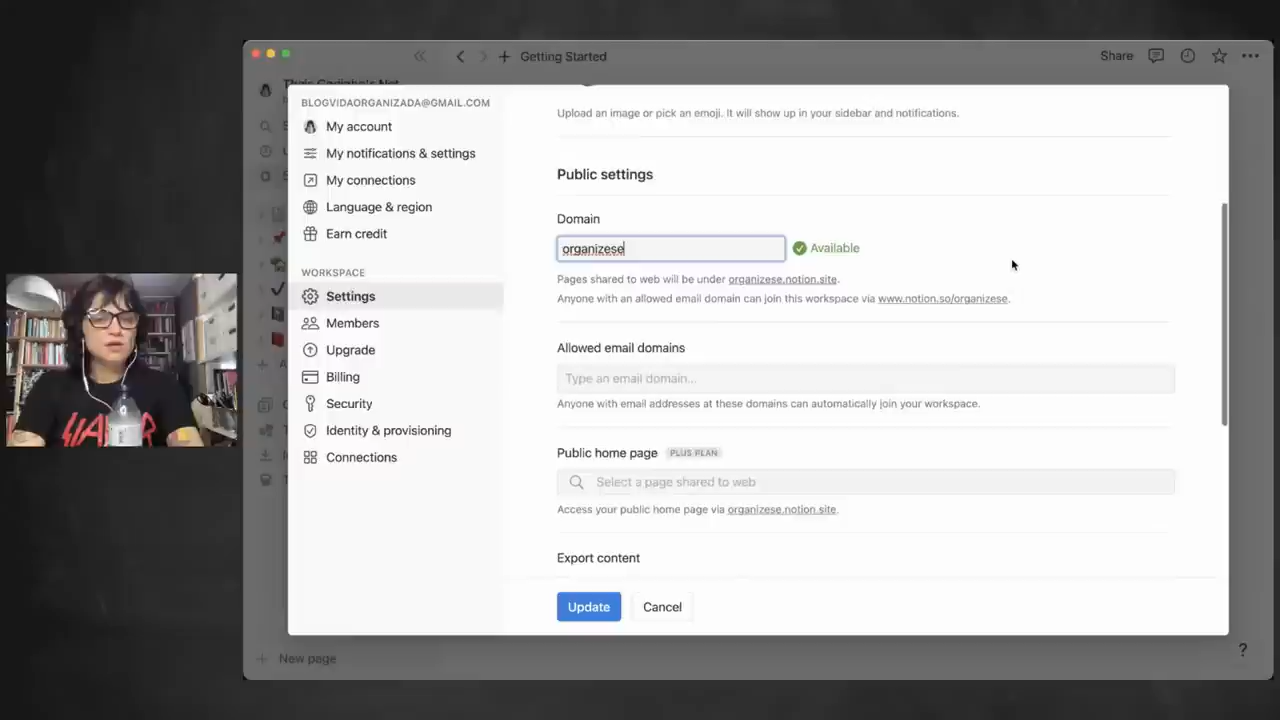 Getting Started
Share
BLOGVIDAORGANIZADA@GMAIL.COM
My account
My notifications & settings
My connections
Language & region
Earn credit
WORKSPACE
Settings
Members
Upgrade
Billing
Security
Identity & provisioning
Connections
Upload an image or pick an emoji. It will show up in your sidebar and notifications.
Public settings
Domain
organizese
Available
Pages shared to web will be under organizese.notion.site.
Anyone with an allowed email domain can join this workspace via www.notion.so/organizese.
Allowed email domains
Type an email domain...
Anyone with email addresses at these domains can automatically join your workspace.
Public home page PLUS PLAN
Select a page shared to web
Access your public home page via organizese.notion.site.
Export content
Update
Cancel
New page
?